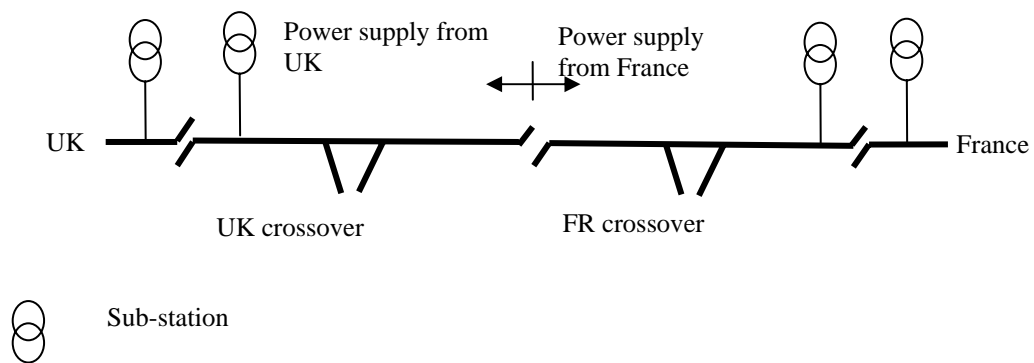 Power supply from
UK
Power supply
from France
UK
France
UK crossover
FR crossover
Sub-station